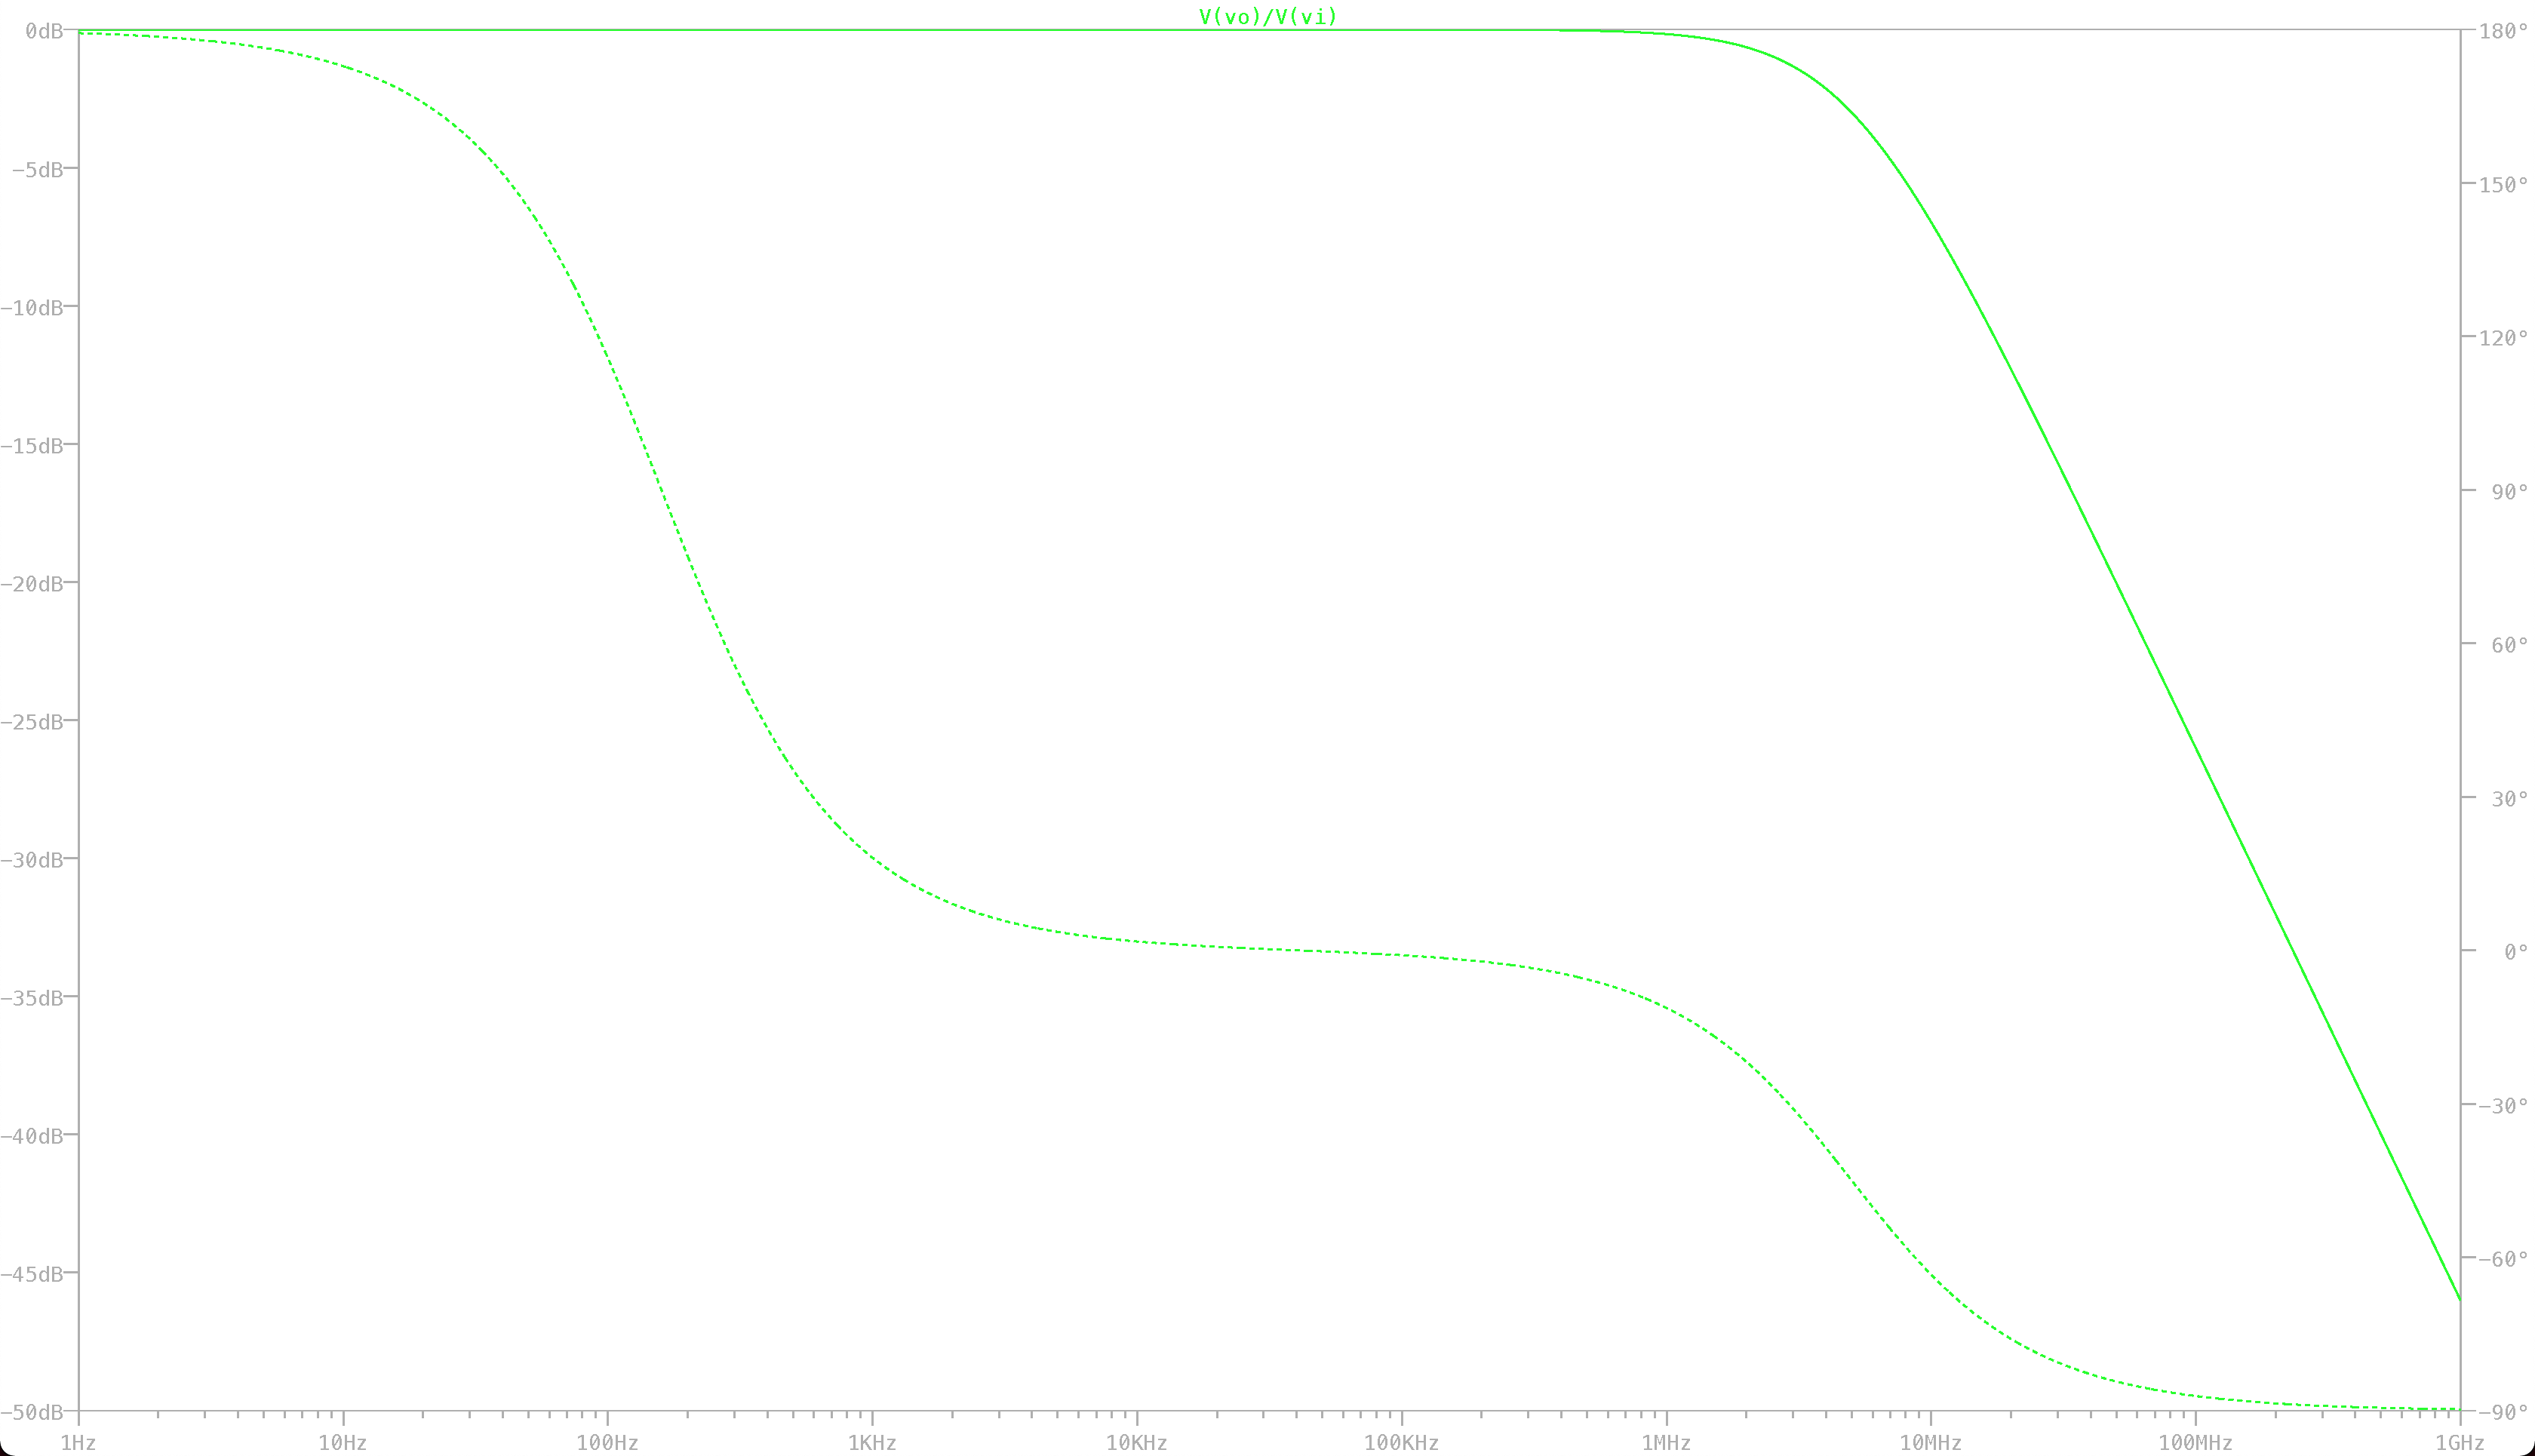 V(vo)/V(vi)
0dB
−5dB
−10dB
−15dB
−20dB
−25dB
−30dB
−35dB
−40dB
−45dB
−50dB
180°
150°
120°
90°
60°
30°
0°
−30°
−60°
−90°
1Hz 10Hz 100Hz 1KHz 10KHz 100KHz 1MHz 10MHz 100MHz 1GHz